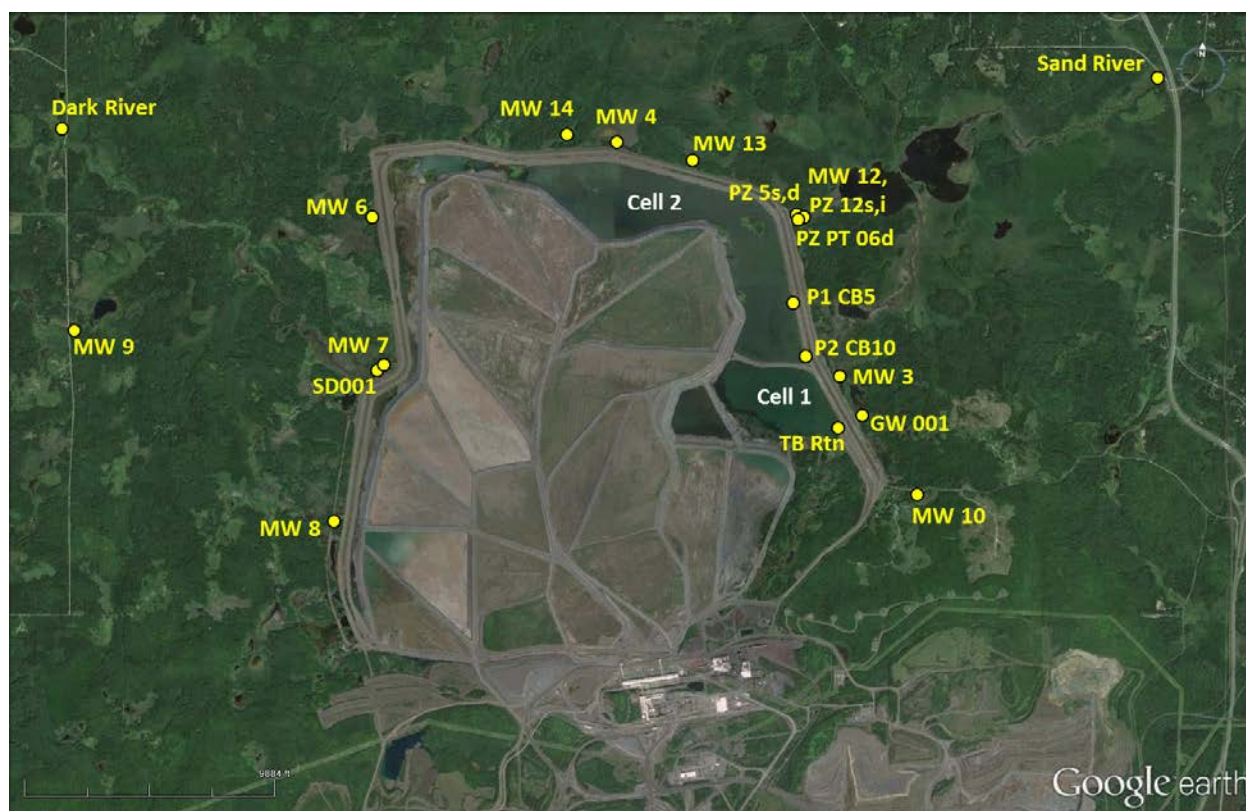 N
Sand River
Dark River
MW 14
MW 4
MW 13
MW 12,
PZ 5s,d
PZ 12s,i
Cell 2
MW 6
PZ PT 06d
P1 CB5
MW 9
MW 7
P2 CB10
SD001
MW 3
Cell 1
GW 001
TB Rtn
MW 10
MW 8
9884 ft
Google earth